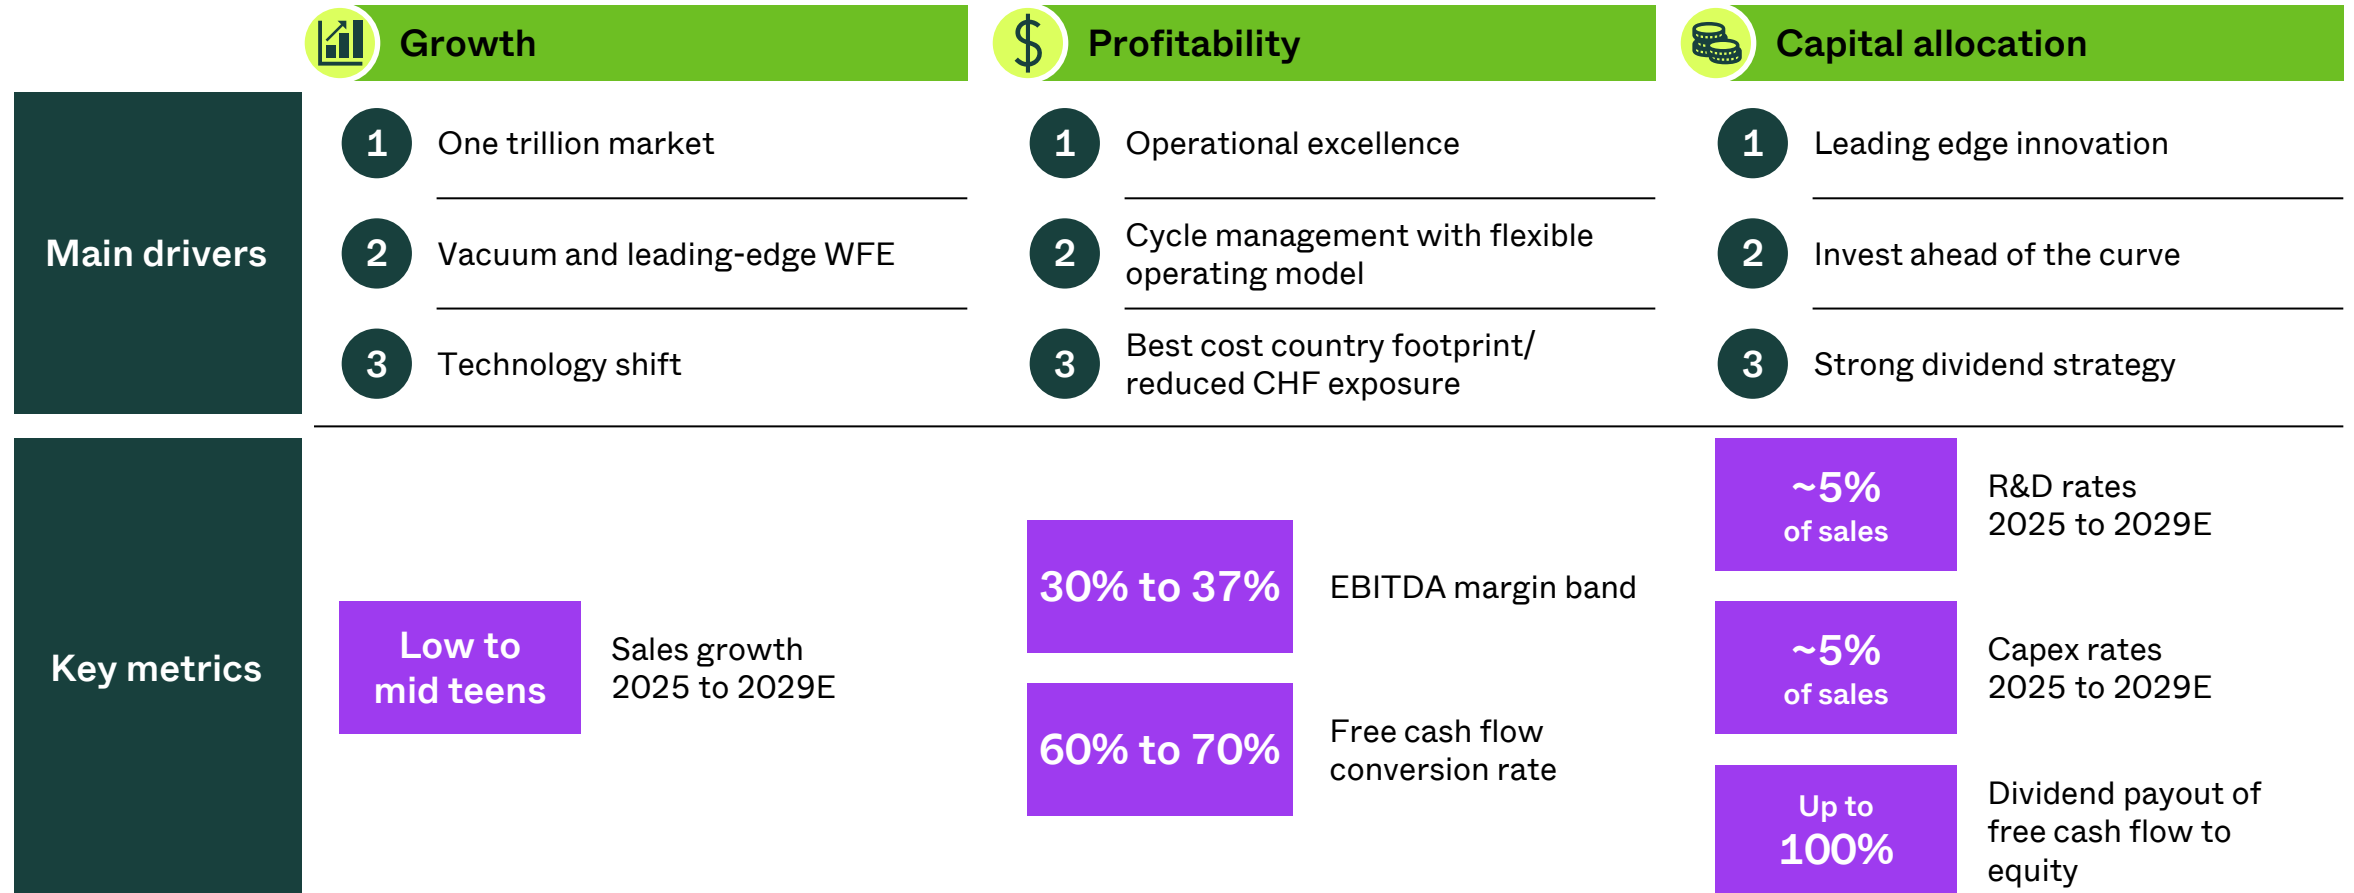 Growth
Profitability
Capital allocation
Main drivers
1
One trillion market
2
Vacuum and leading-edge WFE
3
Technology shift
1
Operational excellence
2
Cycle management with flexible
operating model
3
Best cost country footprint/
reduced CHF exposure
1
Leading edge innovation
2
Invest ahead of the curve
3
Strong dividend strategy
Key metrics
Low to
mid teens
Sales growth
2025 to 2029E
30% to 37%
EBITDA margin band
60% to 70%
Free cash flow
conversion rate
~5%
of sales
R&D rates
2025 to 2029E
~5%
of sales
Capex rates
2025 to 2029E
Up to
100%
Dividend payout of
free cash flow to
equity